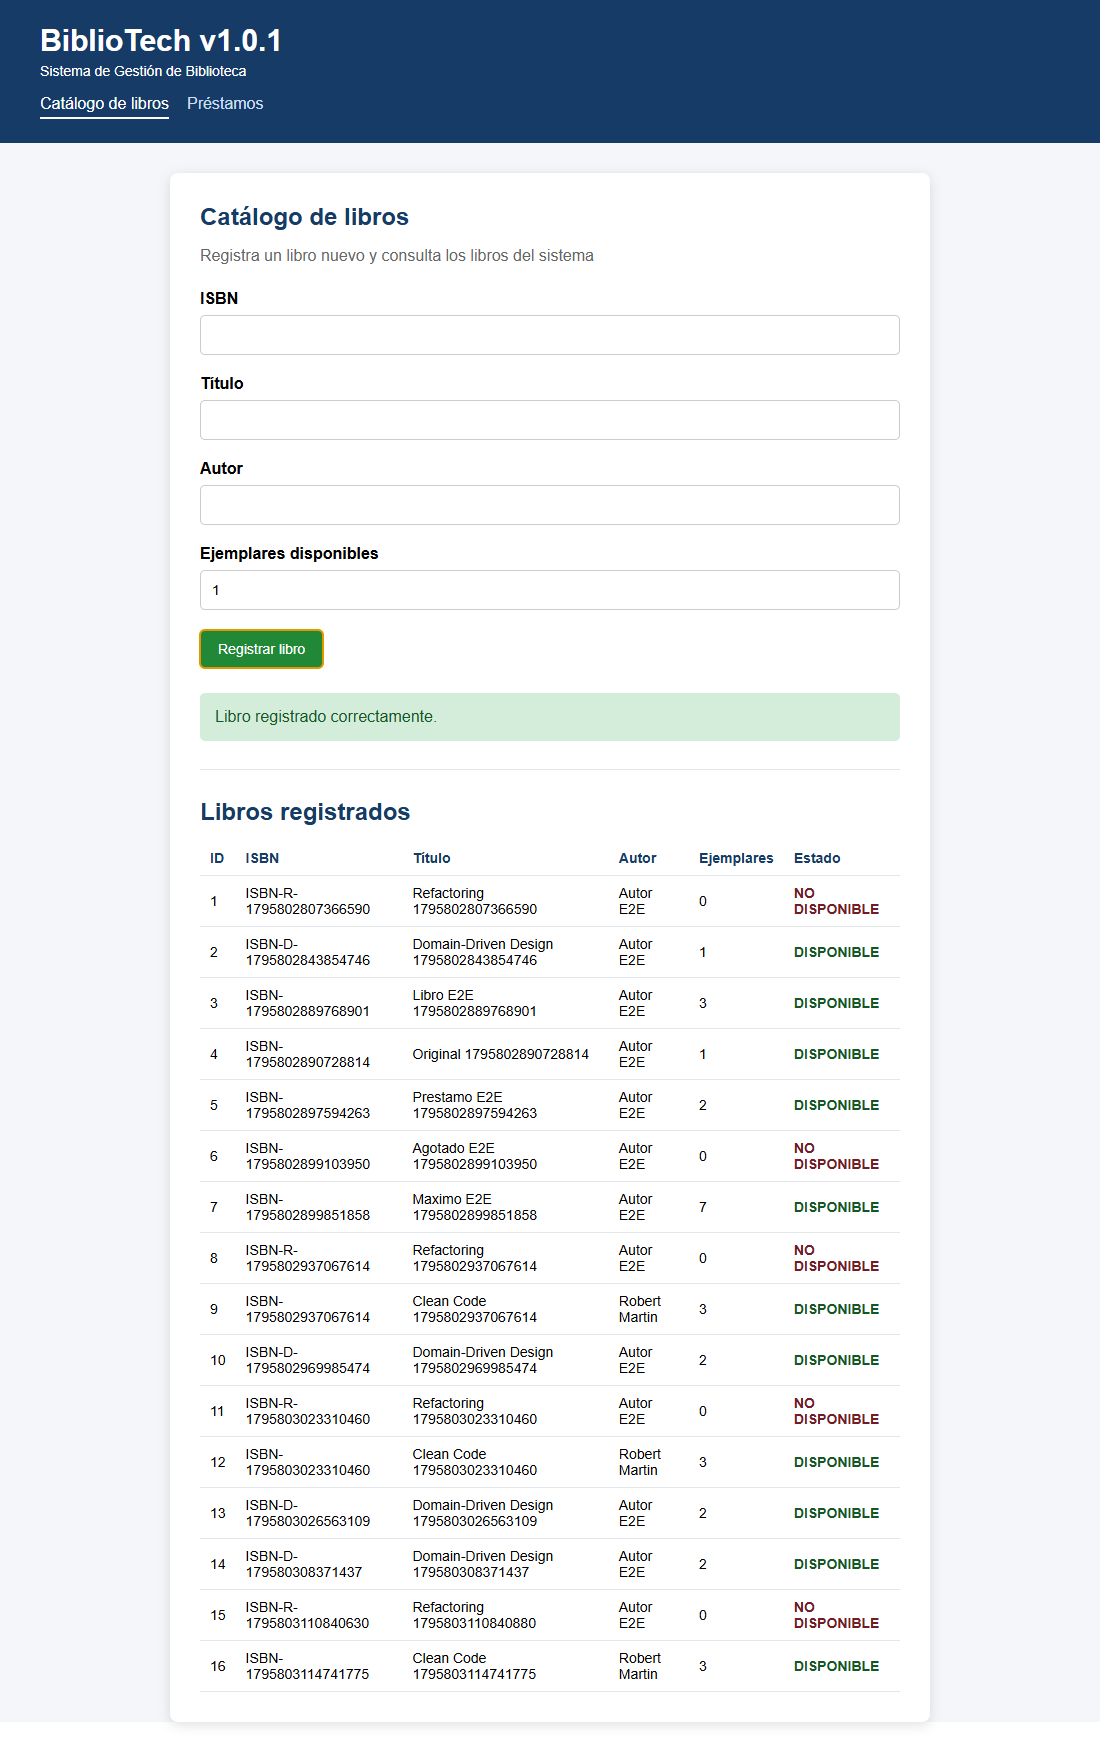 BiblioTech v1.0.1
Sistema de Gestión de Biblioteca
Catálogo de libros Préstamos
Catálogo de libros
Registra un libro nuevo y consulta los libros del sistema
ISBN
Título
Autor
Ejemplares disponibles
1
Registrar libro
Libro registrado correctamente.
Libros registrados
ID ISBN Título Autor Ejemplares Estado
1 ISBN-R-1795802807366590 Refactoring 1795802807366590 Autor E2E 0 NO DISPONIBLE
2 ISBN-D-1795802843854746 Domain-Driven Design 1795802843854746 Autor E2E 1 DISPONIBLE
3 ISBN-1795802889768901 Libro E2E 1795802889768901 Autor E2E 3 DISPONIBLE
4 ISBN-1795802890728814 Original 1795802890728814 Autor E2E 1 DISPONIBLE
5 ISBN-1795802897594263 Prestamo E2E 1795802897594263 Autor E2E 2 DISPONIBLE
6 ISBN-1795802899103950 Agotado E2E 1795802899103950 Autor E2E 0 NO DISPONIBLE
7 ISBN-1795802899851858 Maximo E2E 1795802899851858 Autor E2E 7 DISPONIBLE
8 ISBN-R-1795802937067614 Refactoring 1795802937067614 Autor E2E 0 NO DISPONIBLE
9 ISBN-1795802937067614 Clean Code 1795802937067614 Robert Martin 3 DISPONIBLE
10 ISBN-D-1795802969985474 Domain-Driven Design 1795802969985474 Autor E2E 2 DISPONIBLE
11 ISBN-R-1795803023310460 Refactoring 1795803023310460 Autor E2E 0 NO DISPONIBLE
12 ISBN-1795803023310460 Clean Code 1795803023310460 Robert Martin 3 DISPONIBLE
13 ISBN-D-1795803026563109 Domain-Driven Design 1795803026563109 Autor E2E 2 DISPONIBLE
14 ISBN-D-179580308371437 Domain-Driven Design 179580308371437 Autor E2E 2 DISPONIBLE
15 ISBN-R-1795803110840630 Refactoring 1795803110840880 Autor E2E 0 NO DISPONIBLE
16 ISBN-1795803114741775 Clean Code 1795803114741775 Robert Martin 3 DISPONIBLE